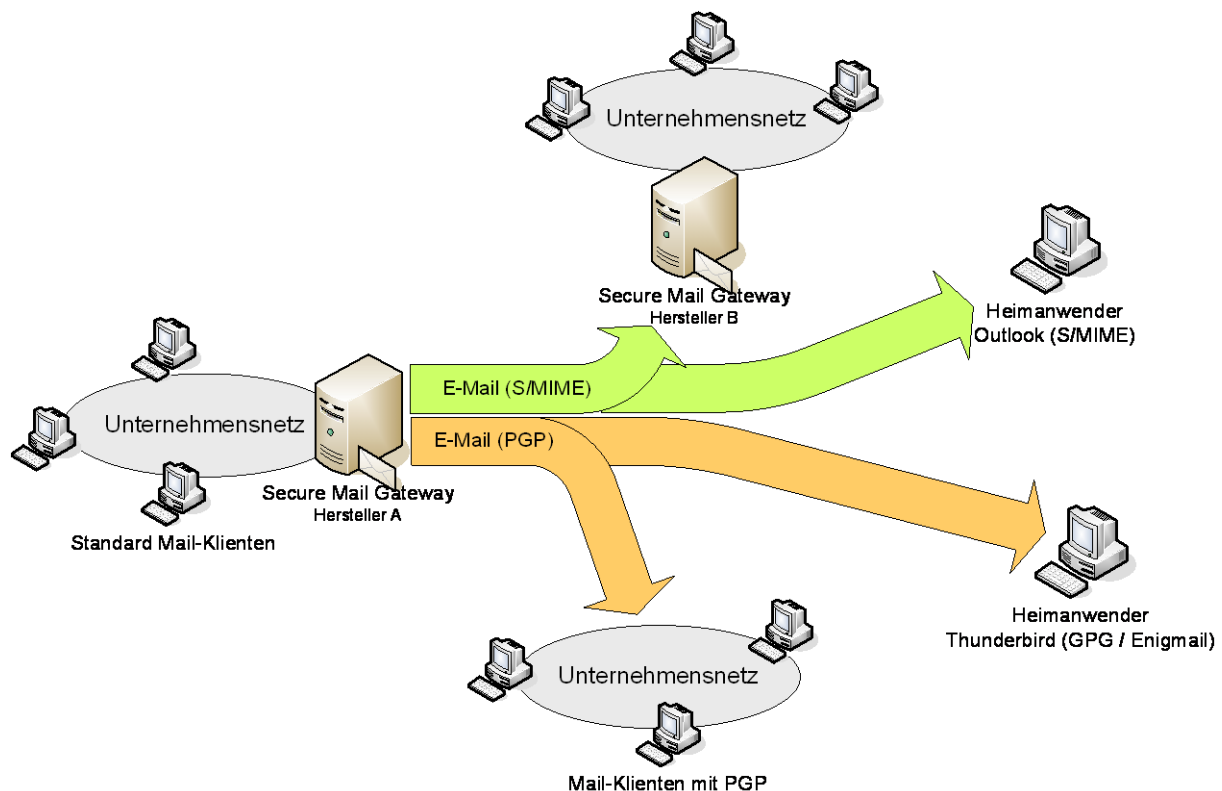 Unternehmensnetz
Secure Mail Gateway
Hersteller B
Heimanwender
Outlook (S/MIME)
E-Mail (S/MIME)
Unternehmensnetz
E-Mail (PGP)
Secure Mail Gateway
Hersteller A
Standard Mail-Klienten
Heimanwender
Thunderbird (GPG / Enigmail)
Unternehmensnetz
Mail-Klienten mit PGP